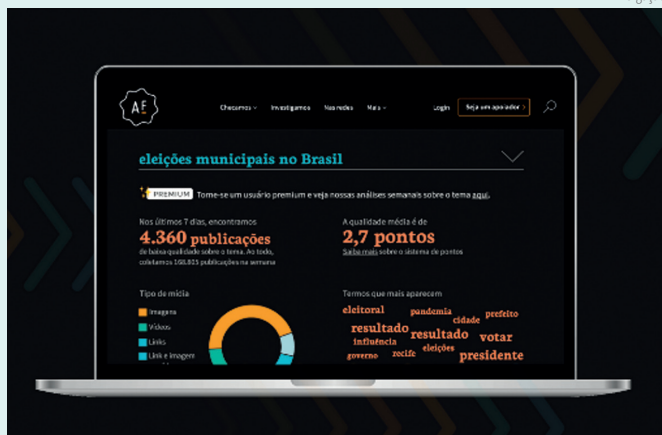 AF
Checamos Investigamos Nas redes Mais Login Seja um apoiador >
eleições municipais no Brasil
PREMIUM Torne-se um usuário premium e veja nossas análises semanais sobre o tema aqui.
Nos últimos 7 dias, encontramos
4.360 publicações
de baixa qualidade sobre o tema. Ao todo,
coletamos 168.803 publicações na semana
A qualidade média é de
2,7 pontos
Saiba mais sobre o sistema de pontos
Tipo de mídia
Imagens
Vídeos
Links
Link e imagem
Termos que mais aparecem
eleitoral pandemia prefeito
cidade
resultado resultado votar
influência eleições
governo recife presidente